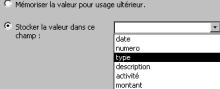 Mémoriser la valeur pour usage ultérieur.
Stocker la valeur dans ce
champ :
date
numero
type
description
activité
montant